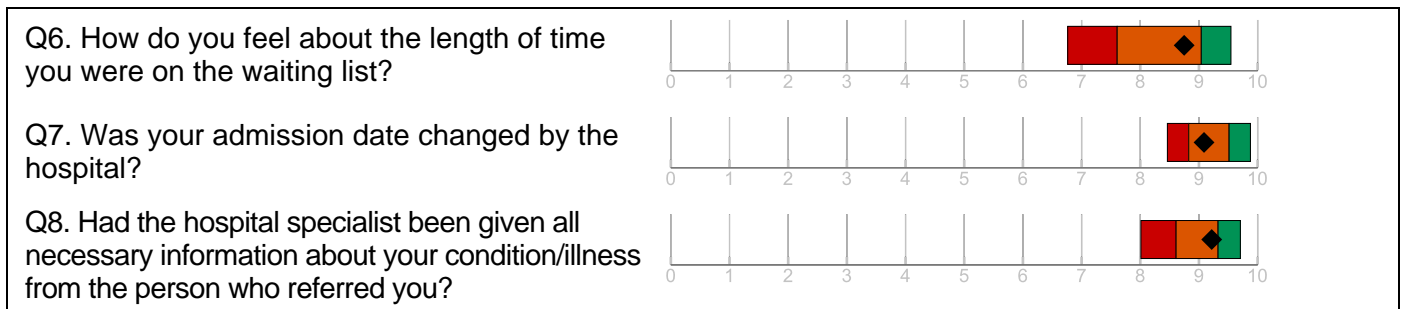 Q6. How do you feel about the length of time
you were on the waiting list?
0 1 2 3 4 5 6 7 8 9 10
Q7. Was your admission date changed by the
hospital?
0 1 2 3 4 5 6 7 8 9 10
Q8. Had the hospital specialist been given all
necessary information about your condition/illness
from the person who referred you?
0 1 2 3 4 5 6 7 8 9 10